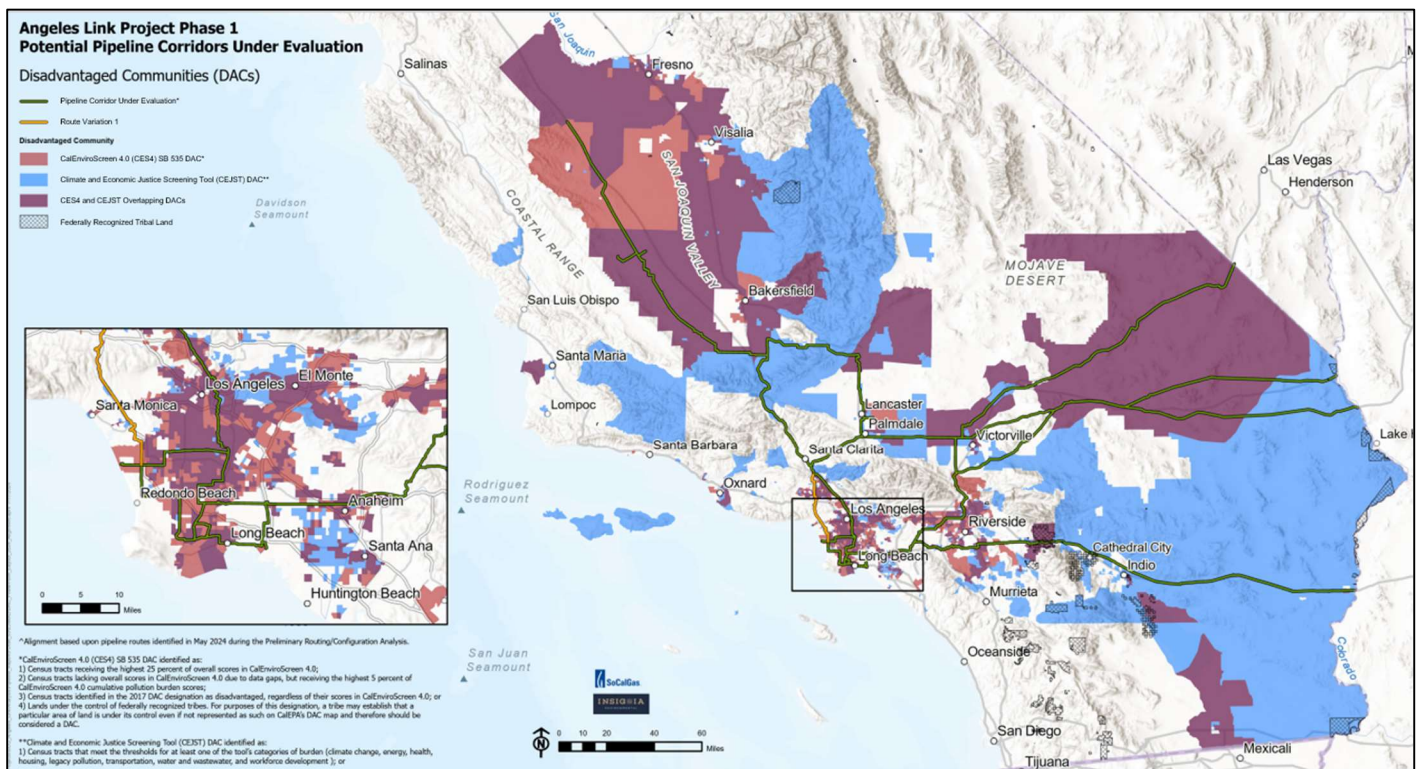 Angeles Link Project Phase 1
Potential Pipeline Corridors Under Evaluation
Disadvantaged Communities (DACs)
Pipeline Corridor Under Evaluation*
Route Variation 1
Disadvantaged Community
CalEnviroScreen 4.0 (CES4) SB 535 DAC*
Climate and Economic Justice Screening Tool (CEJST) DAC**
CES4 and CEJST Overlapping DACs
Federally Recognized Tribal Land
San Joaquin
Salinas
Fresno
Visalia
SAN JOAQUIN VALLEY
COASTAL RANGE
Davidson
Seamount
Las Vegas
Henderson
MOJAVE
DESERT
San Luis Obispo
Bakersfield
Santa Maria
Lompoc
Santa Barbara
Lancaster
Palmdale
Victorville
Santa Clarita
Lake
Oxnard
Rodriguez
Seamount
Los Angeles
Riverside
Long Beach
Cathedral City
Indio
Murrieta
Oceanside
Colorado
San Juan
Seamount
San Diego
Tijuana
Mexicali
Los Angeles
El Monte
Santa Monica
Redondo Beach
Anaheim
Long Beach
Santa Ana
Huntington Beach
0 5 10
Miles
^Alignment based upon pipeline routes identified in May 2024 during the Preliminary Routing/Configuration Analysis.
*CalEnviroScreen 4.0 (CES4) SB 535 DAC identified as:
1) Census tracts receiving the highest 25 percent of overall scores in CalEnviroScreen 4.0;
2) Census tracts lacking overall scores in CalEnviroScreen 4.0 due to data gaps, but receiving the highest 5 percent of
CalEnviroScreen 4.0 cumulative pollution burden scores;
3) Census tracts identified in the 2017 DAC designation as disadvantaged, regardless of their scores in CalEnviroScreen 4.0; or
4) Lands under the control of federally recognized tribes. For purposes of this designation, a tribe may establish that a
particular area of land is under its control even if not represented as such on CalEPA's DAC map and therefore should be
considered a DAC.
**Climate and Economic Justice Screening Tool (CEJST) DAC identified as:
1) Census tracts that meet the thresholds for at least one of the tool's categories of burden (climate change, energy, health,
housing, legacy pollution, transportation, water and wastewater, and workforce development ); or
SoCalGas
INSIGNIA
N
0 10 20 40 60
Miles